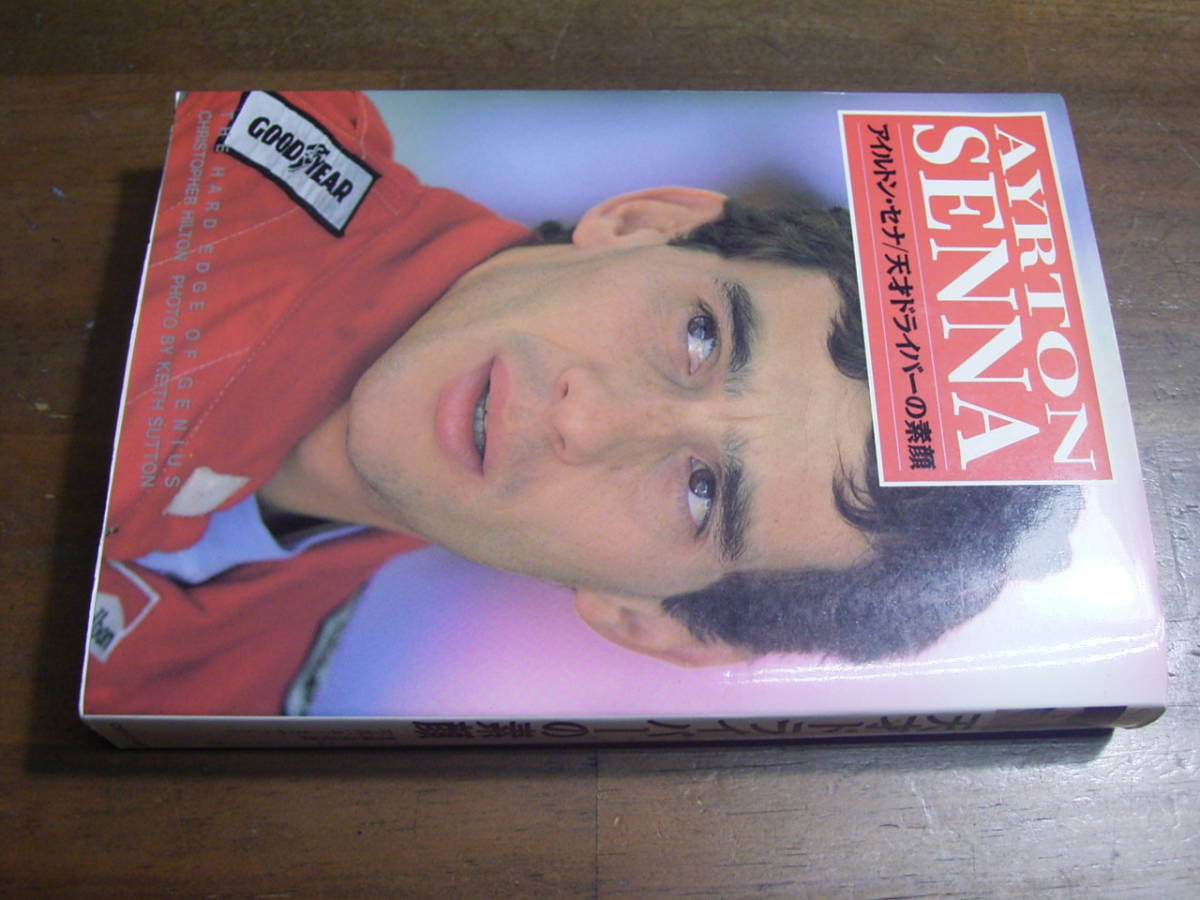 AYRTON
SENNA
アイルトン・セナ/天才ドライバーの素顔
GOODYEAR
THE HARD EDGE OF GENIUS
CHRISTOPHER HILTON PHOTO BY KEITH SUTTON
天才ドライバーの素顔